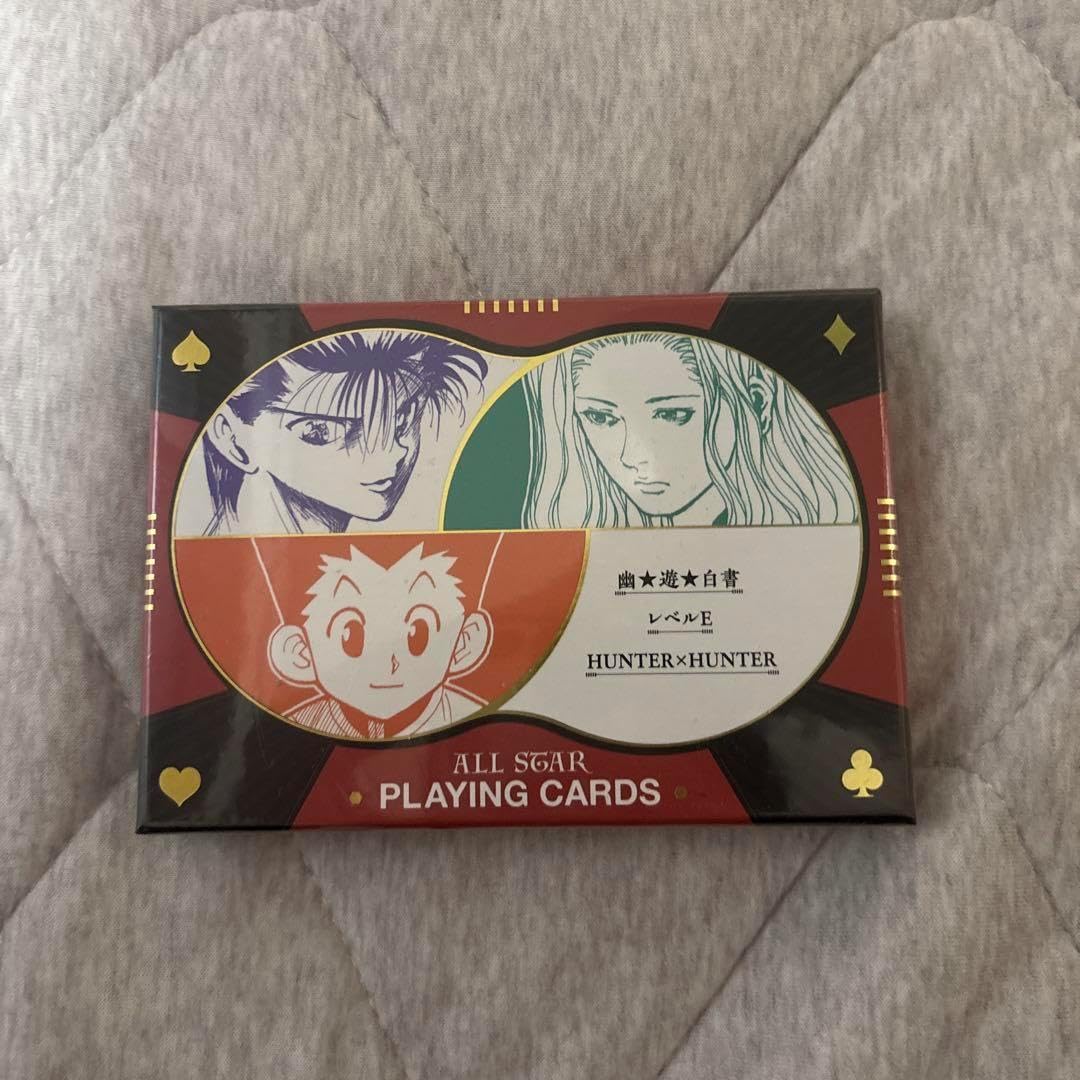 幽★遊★白書
レベルE
HUNTER×HUNTER
ALL STAR
PLAYING CARDS